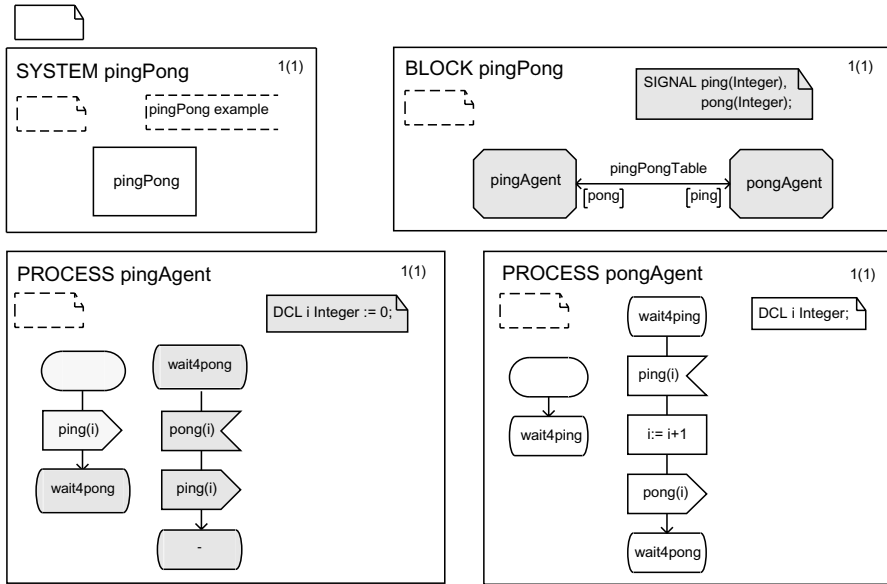 SYSTEM pingPong
1(1)
pingPong example
pingPong
BLOCK pingPong
1(1)
SIGNAL ping(Integer),
pong(Integer);
pingAgent
pingPongTable
pongAgent
[pong]
[ping]
PROCESS pingAgent
1(1)
DCL i Integer := 0;
wait4pong
ping(i)
pong(i)
wait4pong
ping(i)
-
PROCESS pongAgent
1(1)
wait4ping
DCL i Integer;
ping(i)
wait4ping
i:= i+1
pong(i)
wait4pong